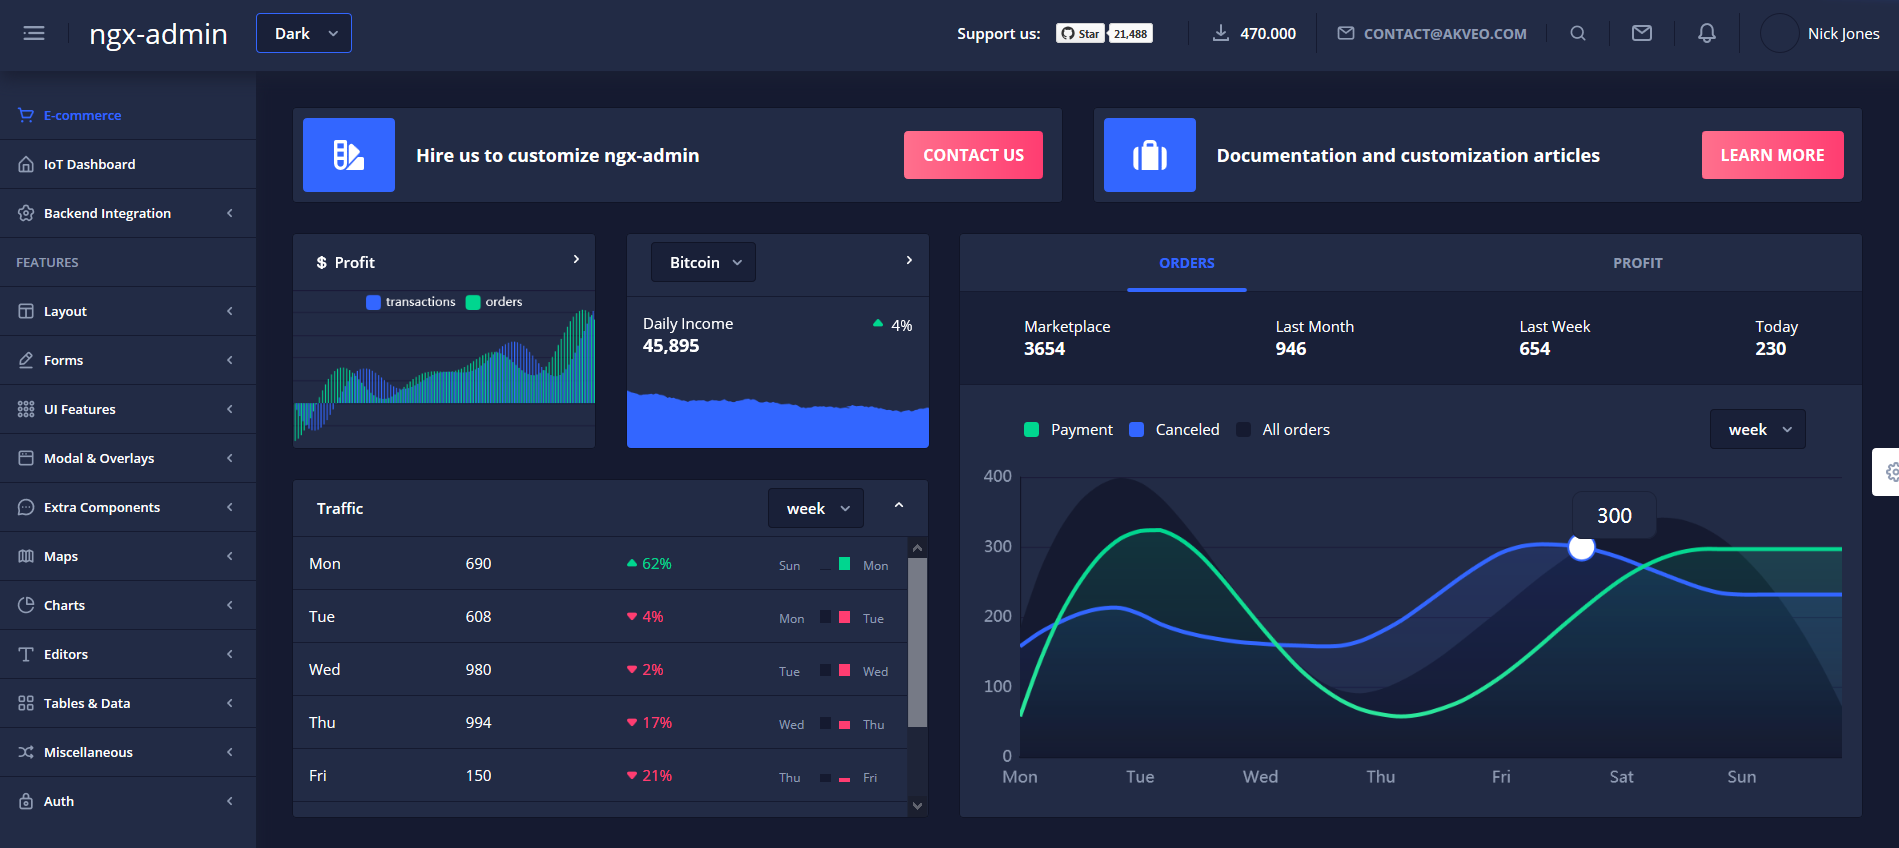 ngx-admin
Dark
Support us:
Star
21,488
470.000
CONTACT@AKVEO.COM
Nick Jones
E-commerce
IoT Dashboard
Backend Integration
FEATURES
Layout
Forms
UI Features
Modal & Overlays
Extra Components
Maps
Charts
Editors
Tables & Data
Miscellaneous
Auth
Hire us to customize ngx-admin
CONTACT US
Documentation and customization articles
LEARN MORE
$ Profit
transactions orders
Bitcoin
Daily Income
4%
45,895
Traffic
week
Mon 690 62% Sun Mon
Tue 608 4% Mon Tue
Wed 980 2% Tue Wed
Thu 994 17% Wed Thu
Fri 150 21% Thu Fri
ORDERS PROFIT
Marketplace Last Month Last Week Today
3654 946 654 230
Payment Canceled All orders
week
400
300
300
200
100
0
Mon Tue Wed Thu Fri Sat Sun